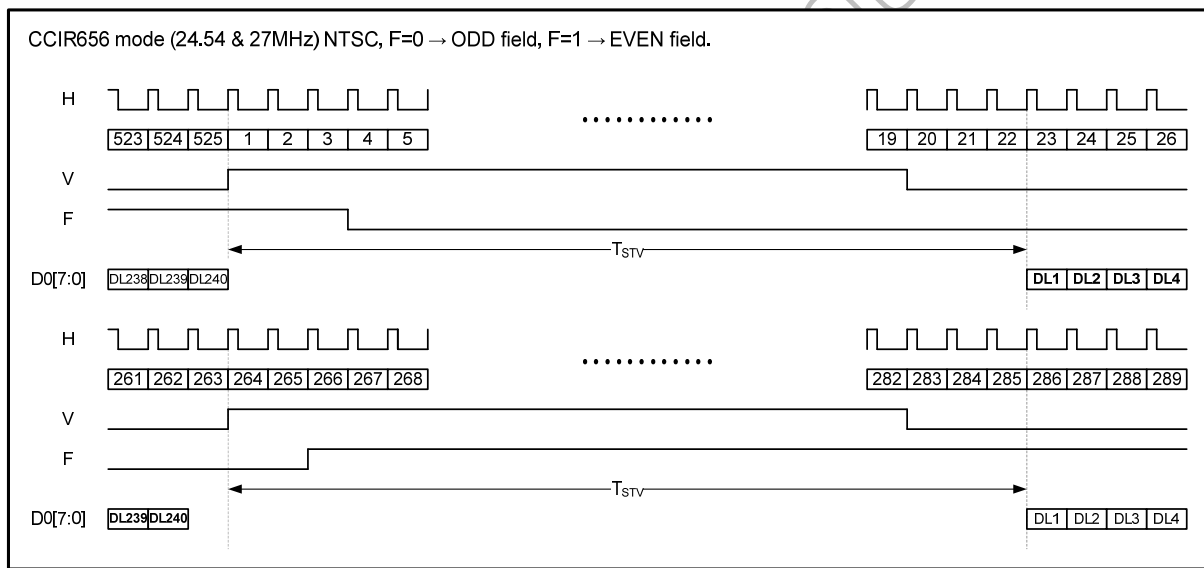 CCIR656 mode (24.54 & 27MHz) NTSC, F=0 → ODD field, F=1 → EVEN field.
H
523 524 525 1 2 3 4 5 19 20 21 22 23 24 25 26
V
F
TSTV
D0[7:0] DL238 DL239 DL240 DL1 DL2 DL3 DL4
H
261 262 263 264 265 266 267 268 282 283 284 285 286 287 288 289
V
F
TSTV
D0[7:0] DL239 DL240 DL1 DL2 DL3 DL4